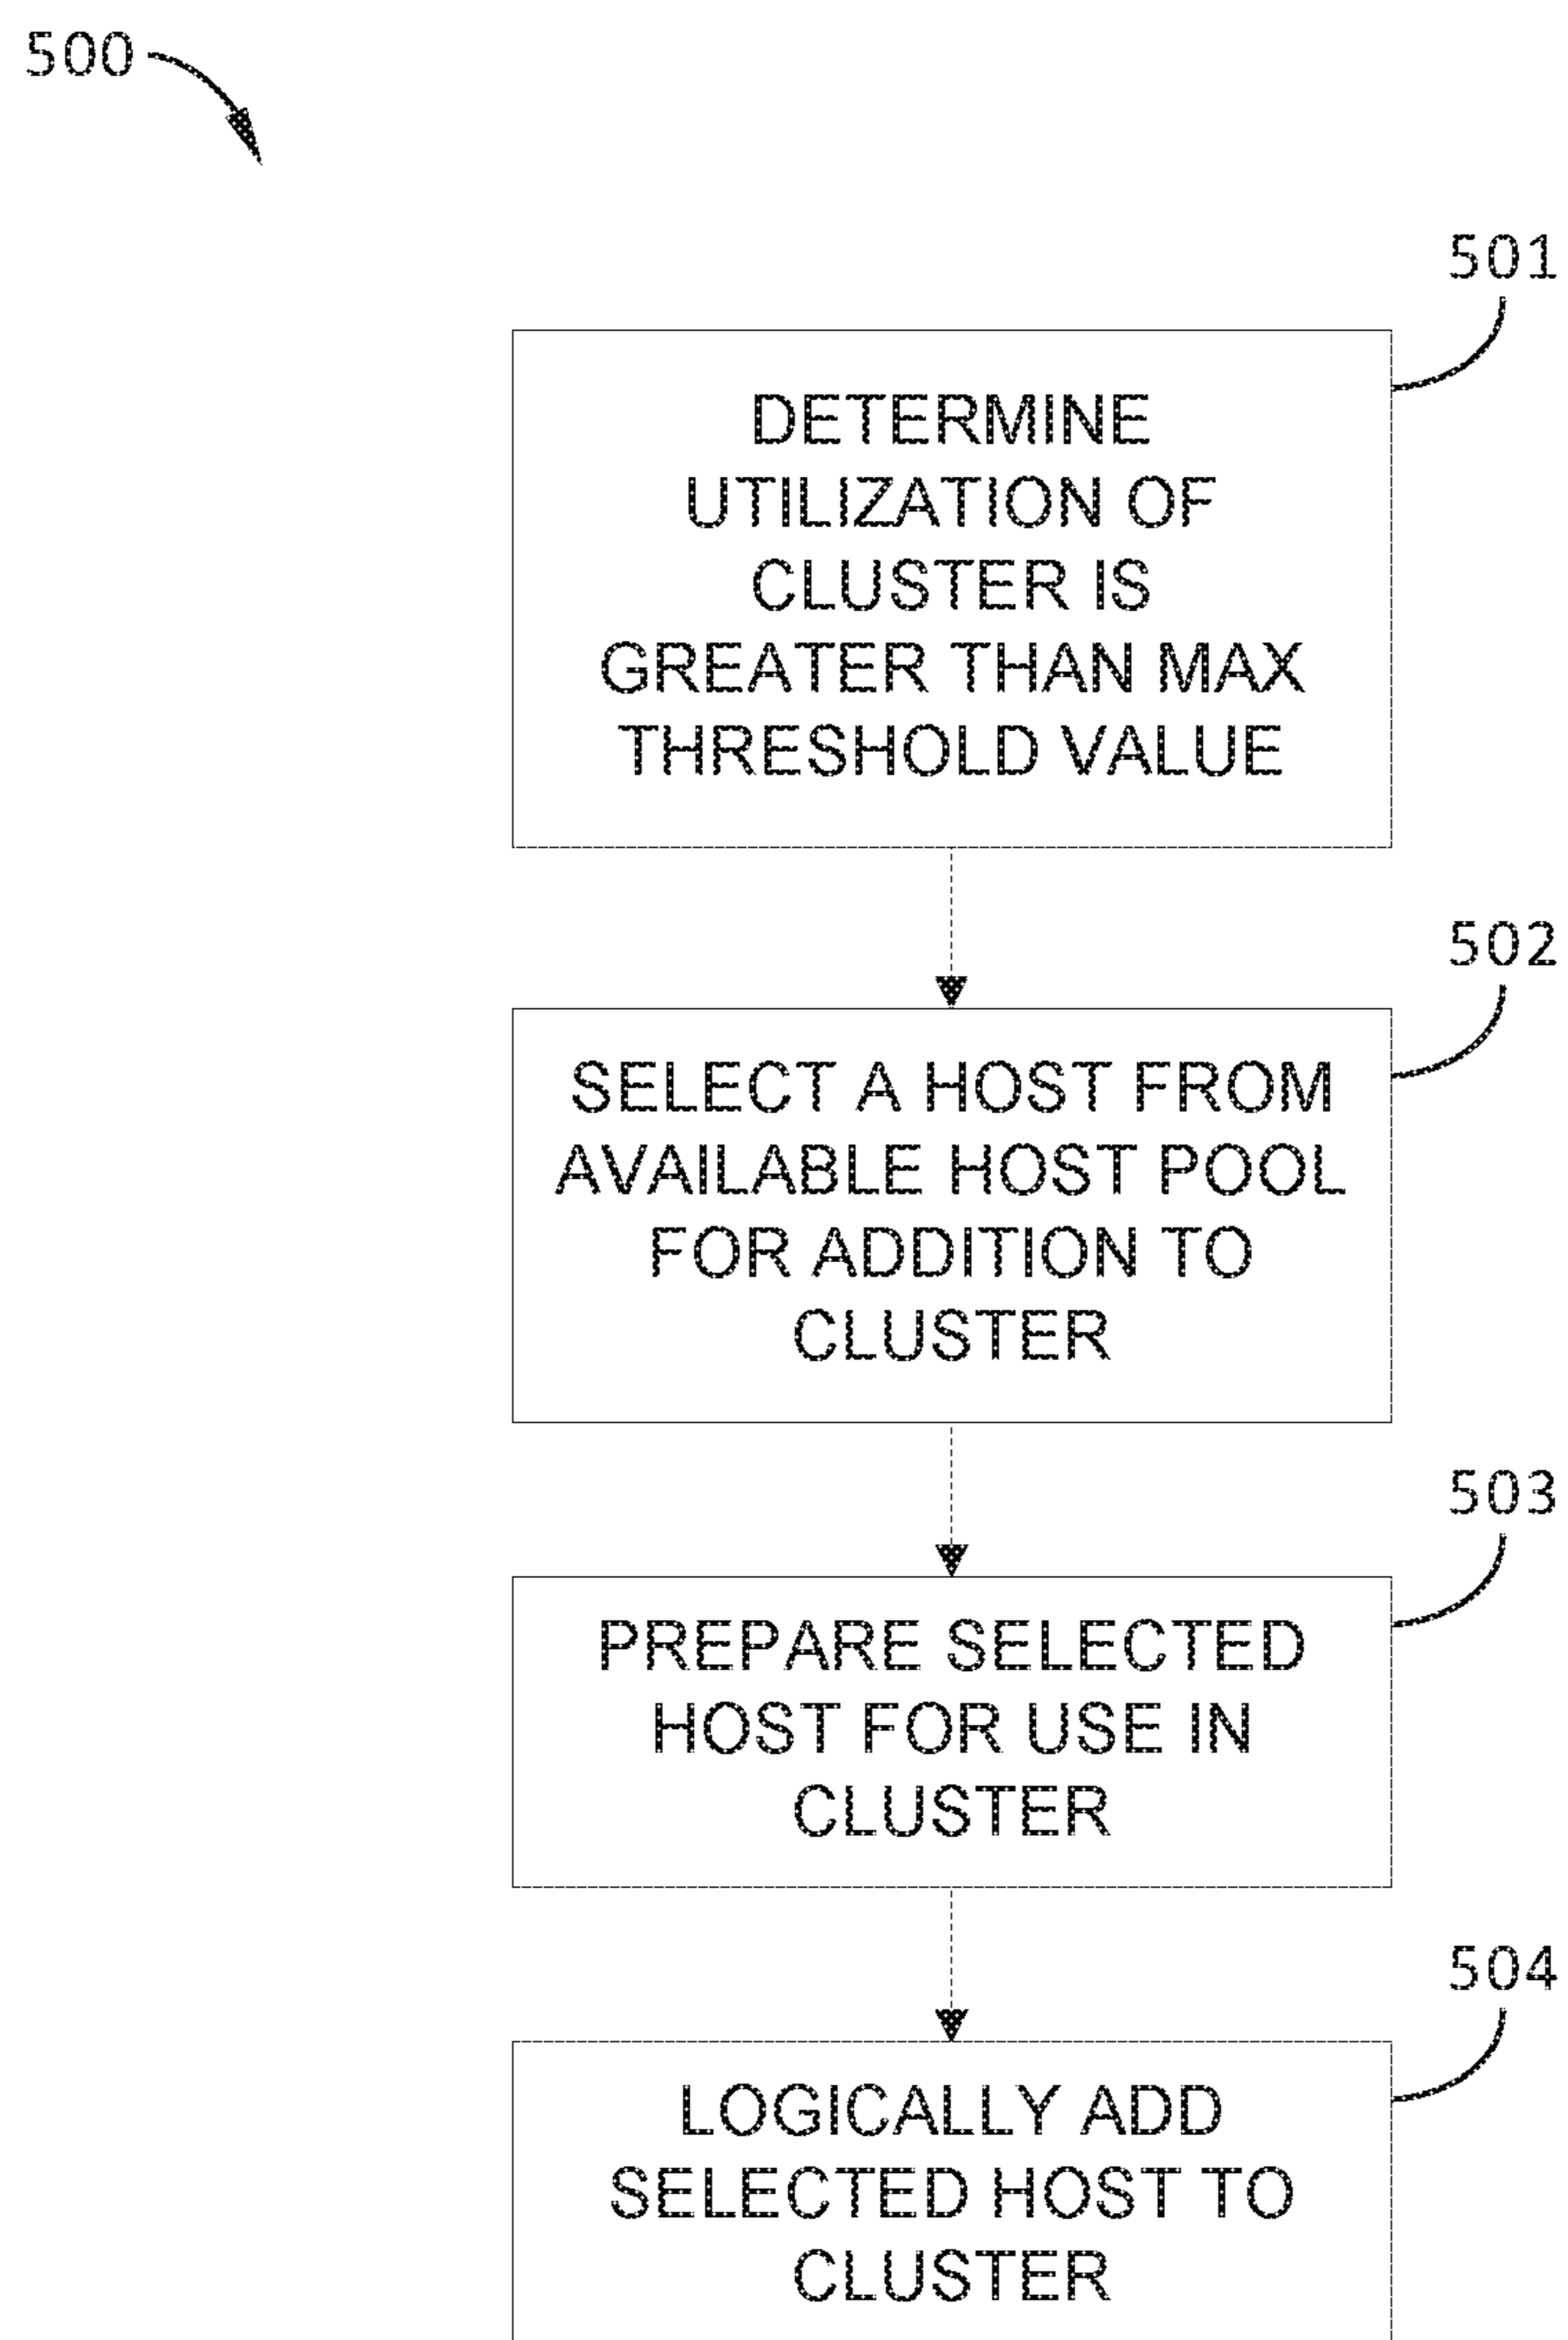 500
501
DETERMINE
UTILIZATION OF
CLUSTER IS
GREATER THAN MAX
THRESHOLD VALUE
502
SELECT A HOST FROM
AVAILABLE HOST POOL
FOR ADDITION TO
CLUSTER
503
PREPARE SELECTED
HOST FOR USE IN
CLUSTER
504
LOGICALLY ADD
SELECTED HOST TO
CLUSTER